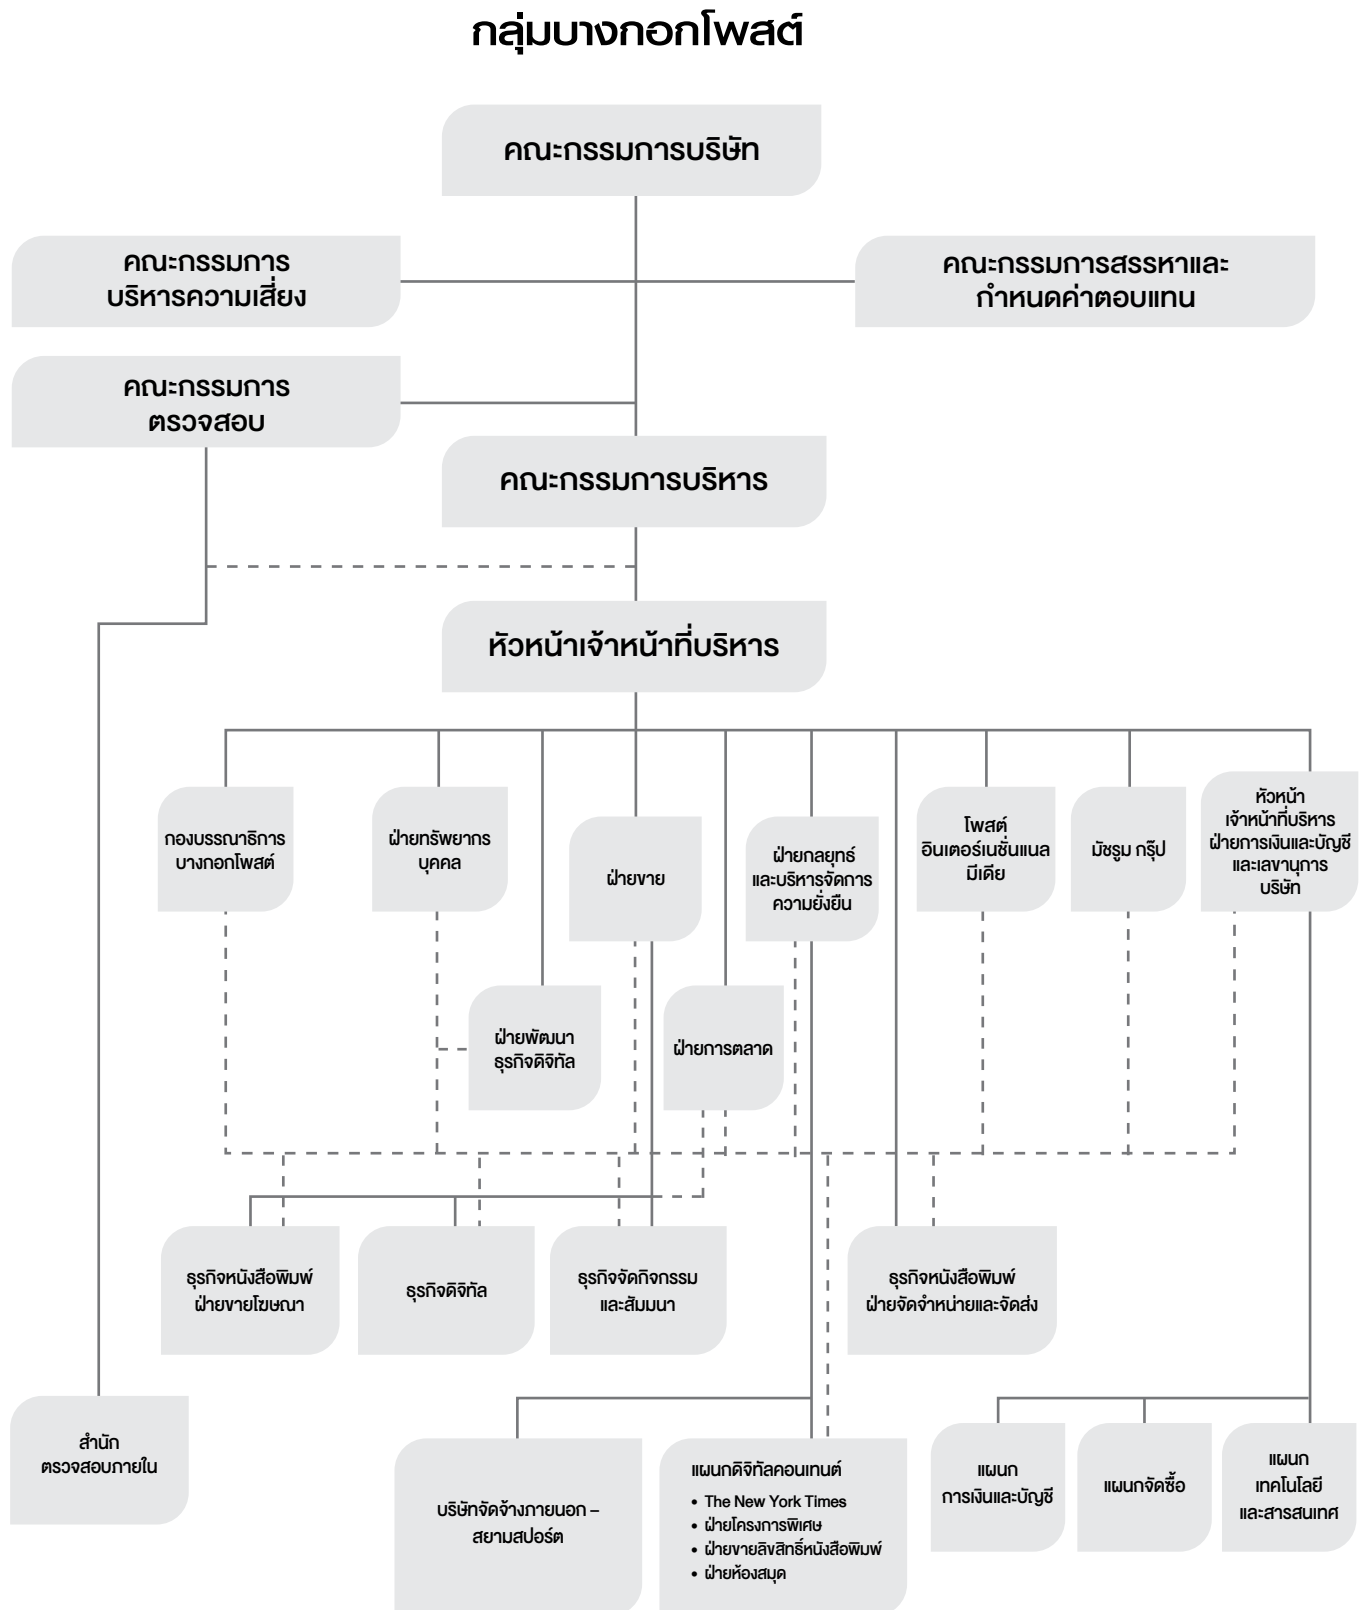 กลุ่มบางกอกโพสต์
คณะกรรมการบริษัท
คณะกรรมการ
บริหารความเสี่ยง
คณะกรรมการสรรหาและ
กำหนดค่าตอบแทน
คณะกรรมการ
ตรวจสอบ
คณะกรรมการบริหาร
หัวหน้าเจ้าหน้าที่บริหาร
กองบรรณาธิการ
บางกอกโพสต์
ฝ่ายทรัพยากร
บุคคล
ฝ่ายขาย
ฝ่ายกลยุทธ์
และบริหารจัดการ
ความยั่งยืน
โพสต์
อินเตอร์เนชั่นแนล
มีเดีย
มัชรูม กรุ๊ป
หัวหน้า
เจ้าหน้าที่บริหาร
ฝ่ายการเงินและบัญชี
และเลขานุการ
บริษัท
ฝ่ายพัฒนา
ธุรกิจดิจิทัล
ฝ่ายการตลาด
ธุรกิจหนังสือพิมพ์
ฝ่ายขายโฆษณา
ธุรกิจดิจิทัล
ธุรกิจจัดกิจกรรม
และสัมมนา
ธุรกิจหนังสือพิมพ์
ฝ่ายจัดจำหน่ายและจัดส่ง
สำนัก
ตรวจสอบภายใน
บริษัทจัดจ้างภายนอก –
สยามสปอร์ต
แผนกดิจิทัลคอนเทนต์
• The New York Times
• ฝ่ายโครงการพิเศษ
• ฝ่ายขายลิขสิทธิ์หนังสือพิมพ์
• ฝ่ายห้องสมุด
แผนก
การเงินและบัญชี
แผนกจัดซื้อ
แผนก
เทคโนโลยี
และสารสนเทศ